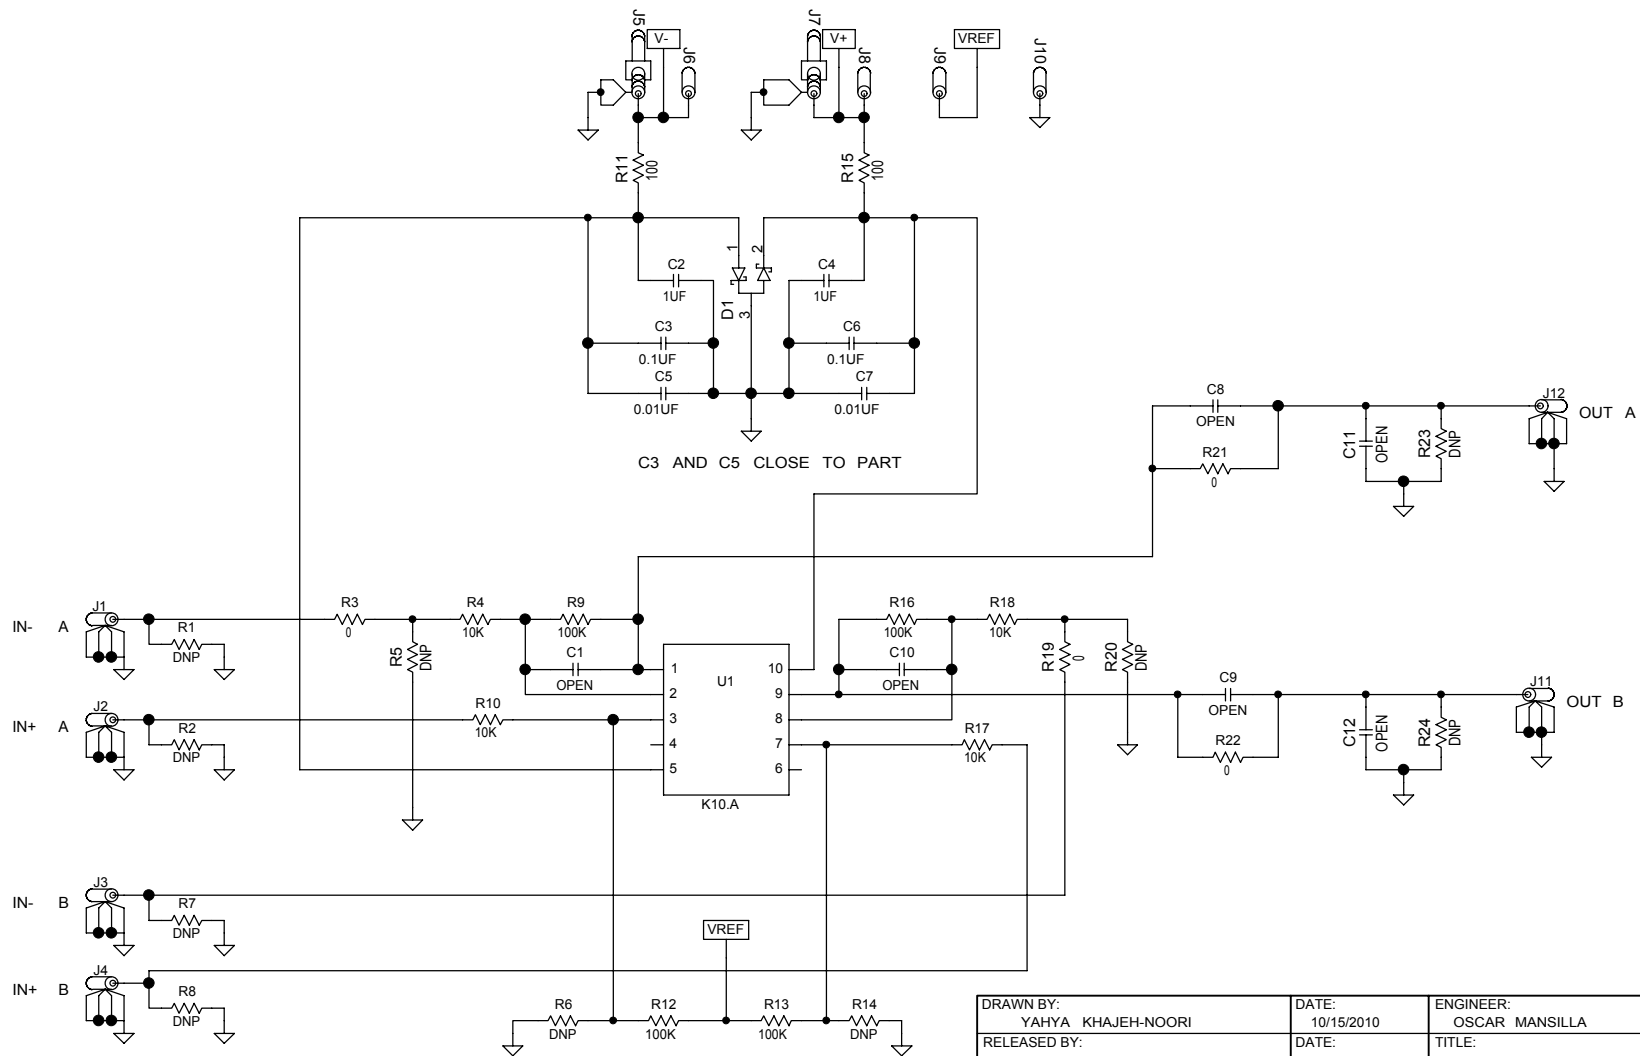 J5
V-
J6
J7
V+
J8
J9
VREF
J10
R11
100
R15
100
1
2
C2
1UF
C4
1UF
D1
3
C3
0.1UF
C6
0.1UF
C5
0.01UF
C7
0.01UF
C3 AND C5 CLOSE TO PART
C8
OPEN
R21
0
C11
OPEN
R23
DNP
J12
OUT A
IN- A
J1
R1
DNP
R3
0
R5
DNP
R4
10K
R9
100K
C1
OPEN
R16
100K
C10
OPEN
R18
10K
R19
0
R20
DNP
U1
1
2
3
4
5
10
9
8
7
6
K10.A
IN+ A
J2
R2
DNP
R10
10K
R17
10K
C9
OPEN
R22
0
C12
OPEN
R24
DNP
J11
OUT B
IN- B
J3
R7
DNP
VREF
IN+ B
J4
R8
DNP
R6
DNP
R12
100K
R13
100K
R14
DNP
DRAWN BY:
YAHYA KHAJEH-NOORI
DATE:
10/15/2010
ENGINEER:
OSCAR MANSILLA
RELEASED BY:
DATE:
TITLE: